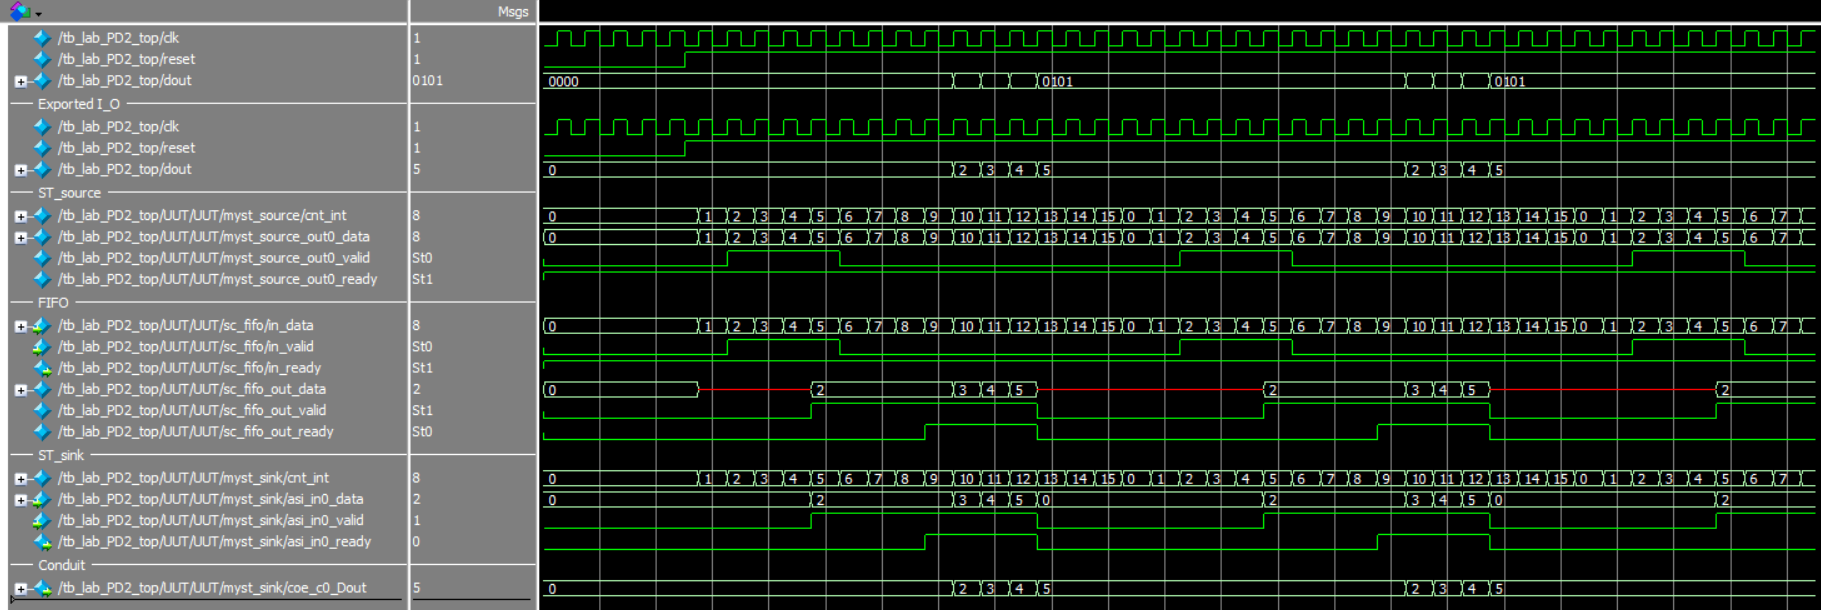 Msgs
/tb_lab_PD2_top/clk 1
/tb_lab_PD2_top/reset 1
/tb_lab_PD2_top/dout 0101 0000 0101 0101
Exported I_O
/tb_lab_PD2_top/clk 1
/tb_lab_PD2_top/reset 1
/tb_lab_PD2_top/dout 5 0 2 3 4 5 2 3 4 5
ST_source
/tb_lab_PD2_top/UUT/UUT/myst_source/cnt_int 8 0 1 2 3 4 5 6 7 8 9 10 11 12 13 14 15 0 1 2 3 4 5 6 7 8 9 10 11 12 13 14 15 0 1 2 3 4 5 6 7
/tb_lab_PD2_top/UUT/UUT/myst_source_out0_data 8 0 1 2 3 4 5 6 7 8 9 10 11 12 13 14 15 0 1 2 3 4 5 6 7 8 9 10 11 12 13 14 15 0 1 2 3 4 5 6 7
/tb_lab_PD2_top/UUT/UUT/myst_source_out0_valid St0
/tb_lab_PD2_top/UUT/UUT/myst_source_out0_ready St1
FIFO
/tb_lab_PD2_top/UUT/UUT/sc_fifo/in_data 8 0 1 2 3 4 5 6 7 8 9 10 11 12 13 14 15 0 1 2 3 4 5 6 7 8 9 10 11 12 13 14 15 0 1 2 3 4 5 6 7
/tb_lab_PD2_top/UUT/UUT/sc_fifo/in_valid St0
/tb_lab_PD2_top/UUT/UUT/sc_fifo/in_ready St1
/tb_lab_PD2_top/UUT/UUT/sc_fifo_out_data 2 0 2 3 4 5 2 3 4 5 2
/tb_lab_PD2_top/UUT/UUT/sc_fifo_out_valid St1
/tb_lab_PD2_top/UUT/UUT/sc_fifo_out_ready St0
ST_sink
/tb_lab_PD2_top/UUT/UUT/myst_sink/cnt_int 8 0 1 2 3 4 5 6 7 8 9 10 11 12 13 14 15 0 1 2 3 4 5 6 7 8 9 10 11 12 13 14 15 0 1 2 3 4 5 6 7
/tb_lab_PD2_top/UUT/UUT/myst_sink/asi_in0_data 2 0 2 3 4 5 0 2 3 4 5 0 2
/tb_lab_PD2_top/UUT/UUT/myst_sink/asi_in0_valid 1
/tb_lab_PD2_top/UUT/UUT/myst_sink/asi_in0_ready 0
Conduit
/tb_lab_PD2_top/UUT/UUT/myst_sink/coe_c0_Dout 5 0 2 3 4 5 2 3 4 5